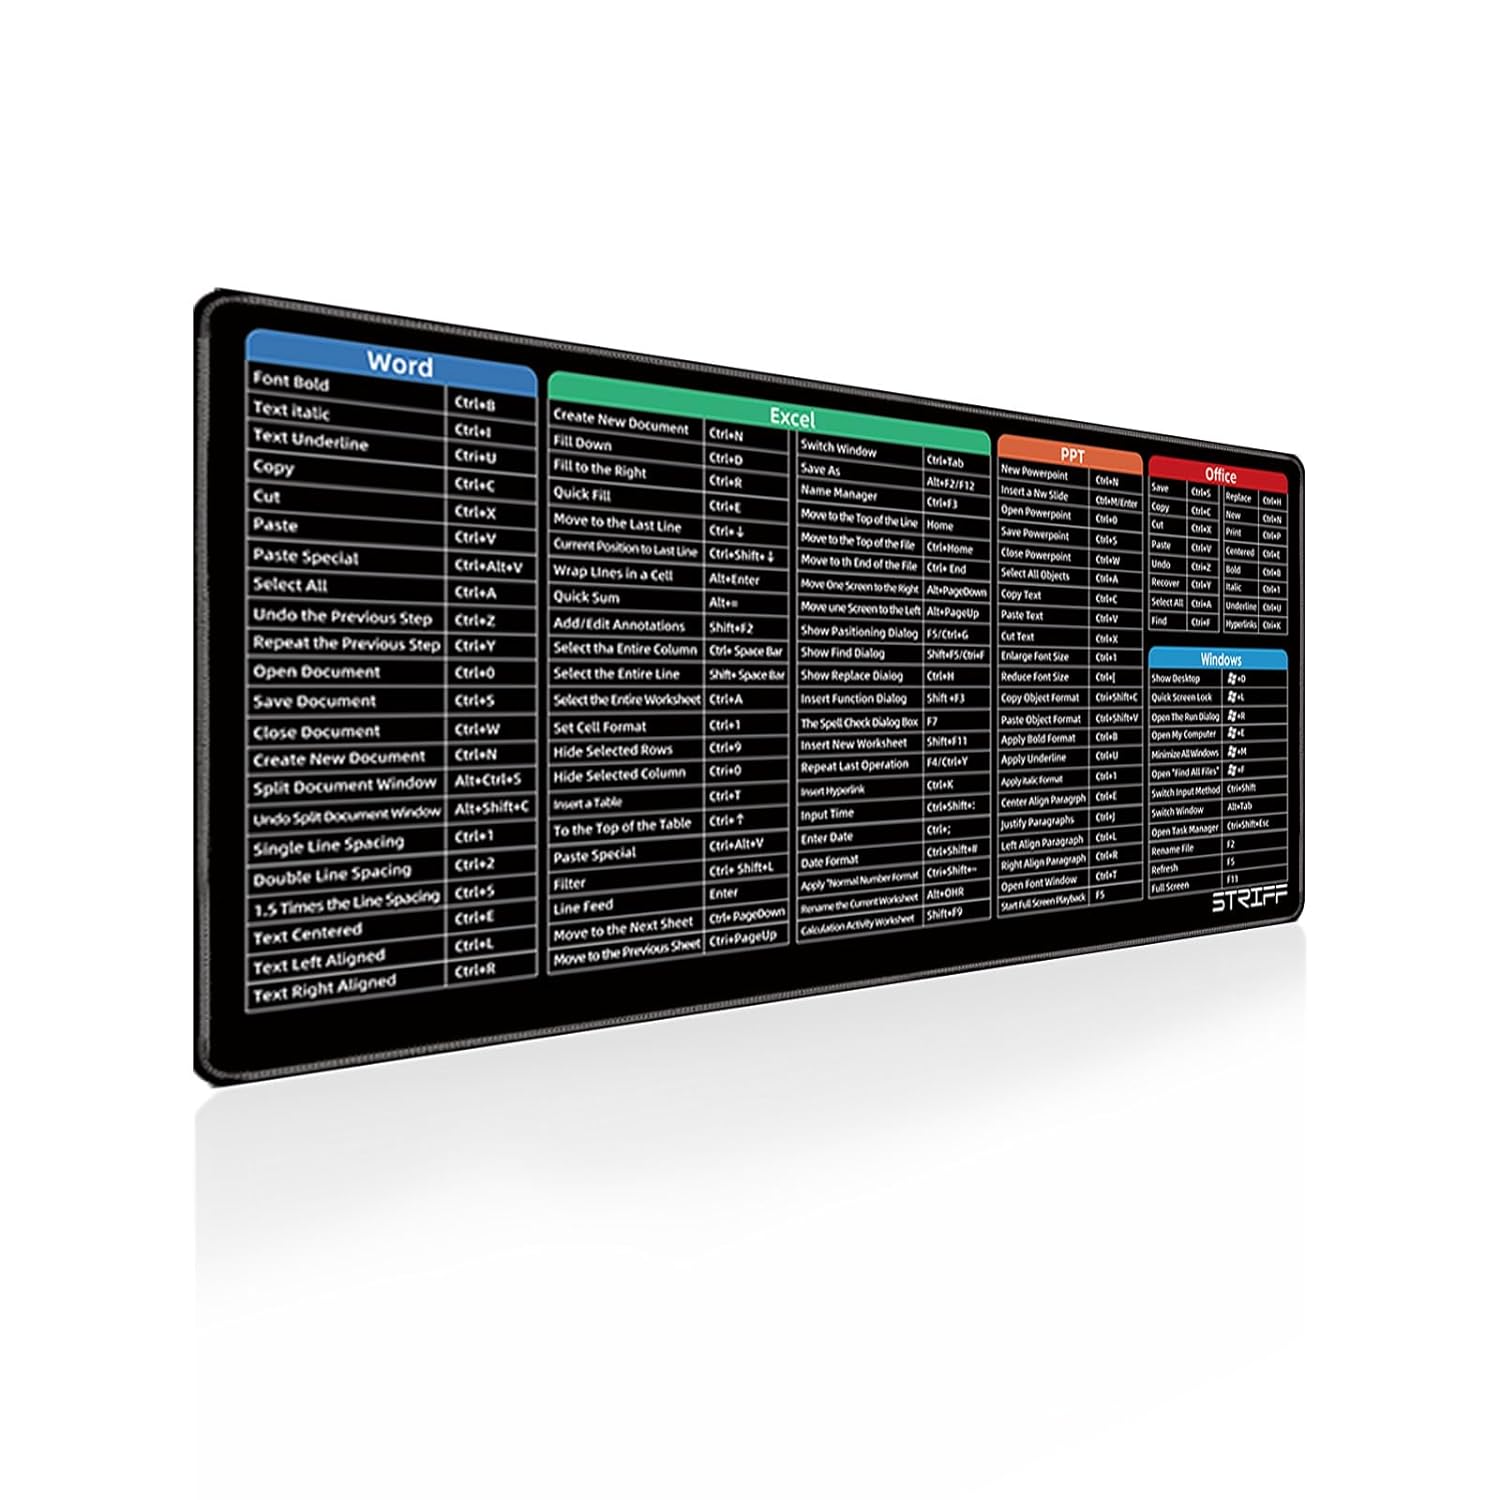 Word
Font Bold Ctrl+B
Text italic Ctrl+I
Text Underline Ctrl+U
Copy Ctrl+C
Cut Ctrl+X
Paste Ctrl+V
Paste Special Ctrl+Alt+V
Select All Ctrl+A
Undo the Previous Step Ctrl+Z
Repeat the Previous Step Ctrl+Y
Open Document Ctrl+O
Save Document Ctrl+S
Close Document Ctrl+W
Create New Document Ctrl+N
Split Document Window Alt+Ctrl+S
Undo Split Document Window Alt+Shift+C
Single Line Spacing Ctrl+1
Double Line Spacing Ctrl+2
1.5 Times the Line Spacing Ctrl+5
Text Centered Ctrl+E
Text Left Aligned Ctrl+L
Text Right Aligned Ctrl+R
Excel
Create New Document Ctrl+N
Fill Down Ctrl+D
Fill to the Right Ctrl+R
Quick Fill Ctrl+E
Move to the Last Line Ctrl+↓
Current Position to Last Line Ctrl+Shift+↓
Wrap Lines in a Cell Alt+Enter
Quick Sum Alt+=
Add/Edit Annotations Shift+F2
Select tha Entire Column Ctrl+ Space Bar
Select the Entire Line Shift+ Space Bar
Select the Entire Worksheet Ctrl+A
Set Cell Format Ctrl+1
Hide Selected Rows Ctrl+9
Hide Selected Column Ctrl+0
Insert a Table Ctrl+T
To the Top of the Table Ctrl+↑
Paste Special Ctrl+Alt+V
Filter Ctrl+ Shift+L
Line Feed Enter
Move to the Next Sheet Ctrl+ PageDown
Move to the Previous Sheet Ctrl+PageUp
Switch Window Ctrl+Tab
Save As Alt+F2/F12
Name Manager Ctrl+F3
Move to the Top of the Line Home
Move to the Top of the File Ctrl+Home
Move to th End of the File Ctrl+ End
Move One Screen to the Right Alt+PageDown
Move une Screen to the Left Alt+PageUp
Show Pasitioning Dialog F5/Ctrl+G
Show Find Dialog Shift+F5/Ctrl+F
Show Replace Dialog Ctrl+H
Insert Function Dialog Shift +F3
The Spell Check Dialog Box F7
Insert New Worksheet Shift+F11
Repeat Last Operation F4/Ctrl+Y
Insert Hyperlink Ctrl+K
Input Time Ctrl+Shift+:
Enter Date Ctrl+;
Date Format Ctrl+Shift+#
Apply "Normal Number Format Ctrl+Shift+~
Rename the Current Worksheet Alt+OHR
Calculation Activity Worksheet Shift+F9
PPT
New Powerpoint Ctrl+N
Insert a Nw Slide Ctrl+M/Enter
Open Powerpoint Ctrl+O
Save Powerpoint Ctrl+S
Close Powerpoint Ctrl+W
Select All Objects Ctrl+A
Copy Text Ctrl+C
Paste Text Ctrl+V
Cut Text Ctrl+X
Enlarge Font Size Ctrl+1
Reduce Font Size Ctrl+[
Copy Object Format Ctrl+Shift+C
Paste Object Format Ctrl+Shift+V
Apply Bold Format Ctrl+B
Apply Underline Ctrl+U
Apply italic Format Ctrl+1
Center Align Paragrph Ctrl+E
Justify Paragraphs Ctrl+J
Left Align Paragraph Ctrl+L
Right Align Paragraph Ctrl+R
Open Font Window Ctrl+T
Start Full Screen Playback F5
Office
Save Ctrl+S Replace Ctrl+H
Copy Ctrl+C New Ctrl+N
Cut Ctrl+X Print Ctrl+P
Paste Ctrl+V Centered Ctrl+E
Undo Ctrl+Z Bold Ctrl+B
Recover Ctrl+Y Italic Ctrl+1
Select All Ctrl+A Underline Ctrl+U
Find Ctrl+F Hyperlinks Ctrl+K
Windows
Show Desktop +D
Quick Screen Lock +L
Open The Run Dialog +R
Open My Computer +E
Minimize All Windows +M
Open "Find All Files" +F
Switch Input Method Ctrl+Shift
Switch Window Alt+Tab
Open Task Manager Ctrl+Shift+Esc
Rename File F2
Refresh F5
Full Screen F11
STRIFF